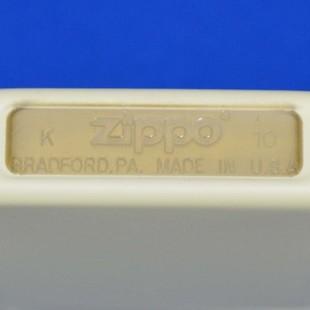 K Zippo® 10
BRADFORD,PA. MADE IN U.S.A